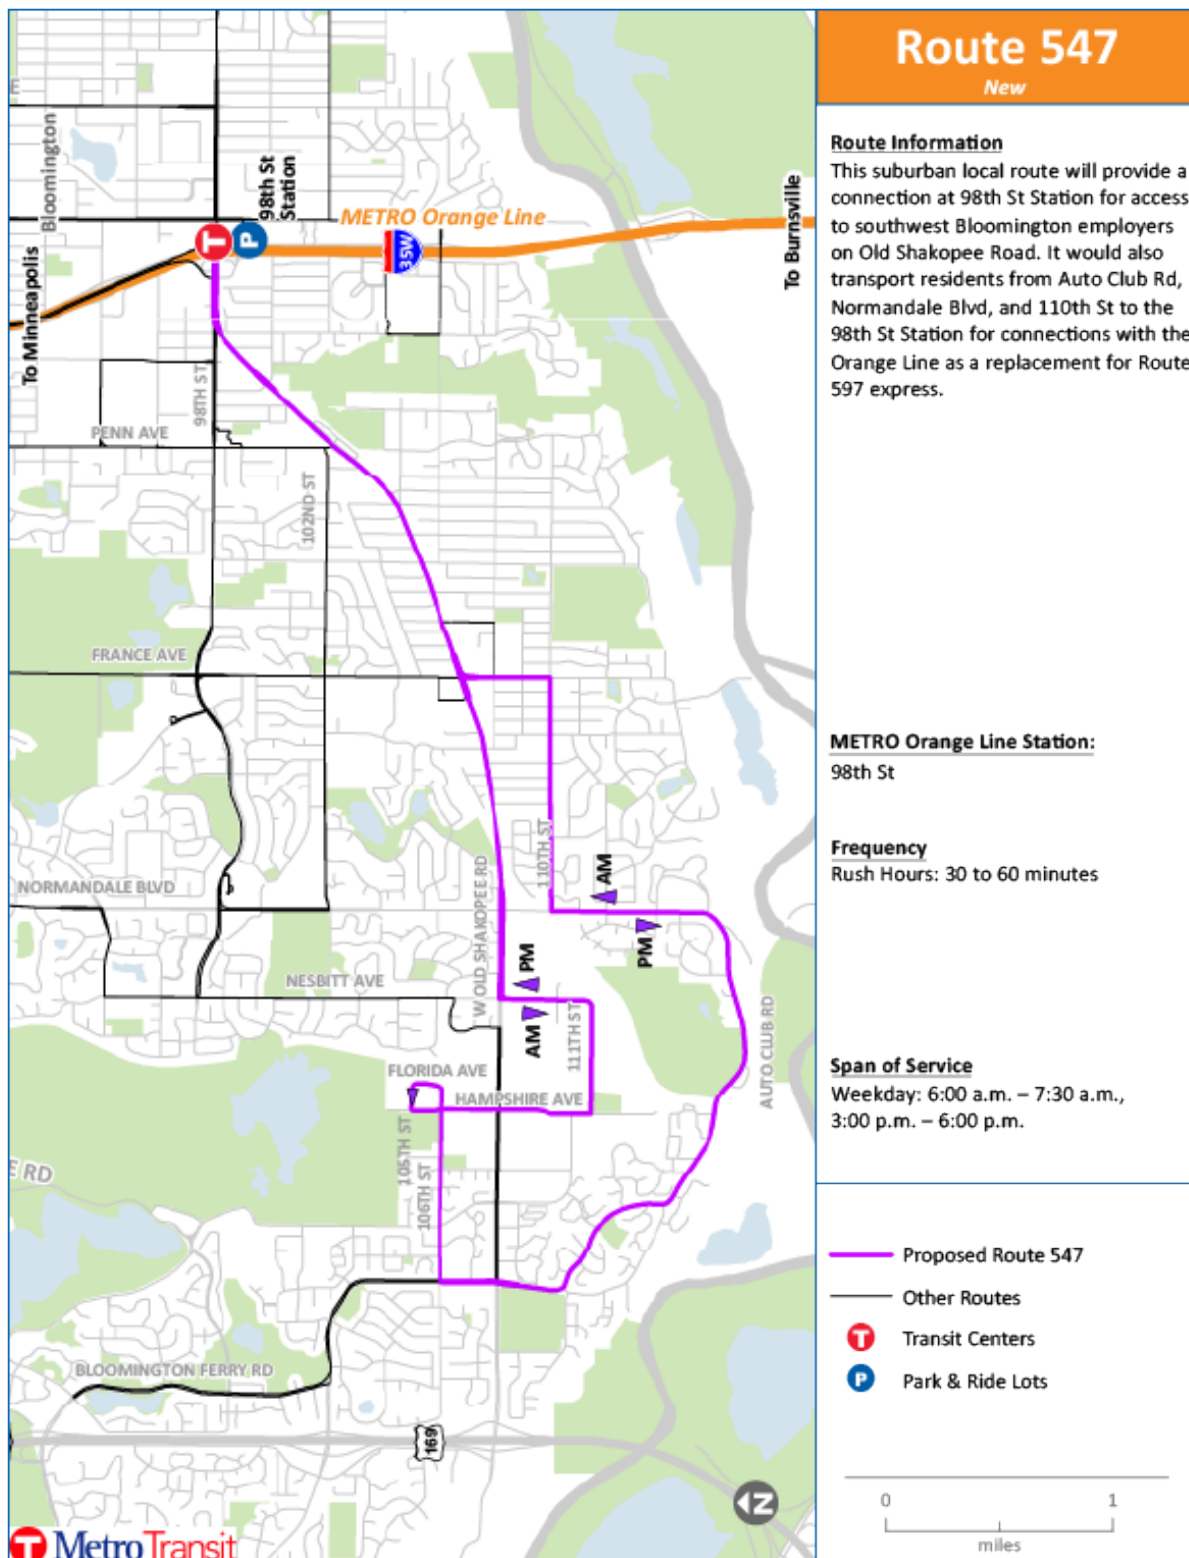 Route 547
New
Route Information
This suburban local route will provide a
connection at 98th St Station for access
to southwest Bloomington employers
on Old Shakopee Road. It would also
transport residents from Auto Club Rd,
Normandale Blvd, and 110th St to the
98th St Station for connections with the
Orange Line as a replacement for Route
597 express.
METRO Orange Line Station:
98th St
Frequency
Rush Hours: 30 to 60 minutes
Span of Service
Weekday: 6:00 a.m. – 7:30 a.m.,
3:00 p.m. – 6:00 p.m.
Proposed Route 547
Other Routes
T Transit Centers
P Park & Ride Lots
0 1
miles
E
Bloomington
98th St
Station
METRO Orange Line
T
P
35W
To Burnsville
To Minneapolis
98TH ST
PENN AVE
102ND ST
FRANCE AVE
NORMANDALE BLVD
W OLD SHAKOPEE RD
110TH ST
AM
PM
NESBITT AVE
PM
AM
111TH ST
AUTO CLUB RD
FLORIDA AVE
HAMPSHIRE AVE
105TH ST
106TH ST
E RD
BLOOMINGTON FERRY RD
169
N
T MetroTransit